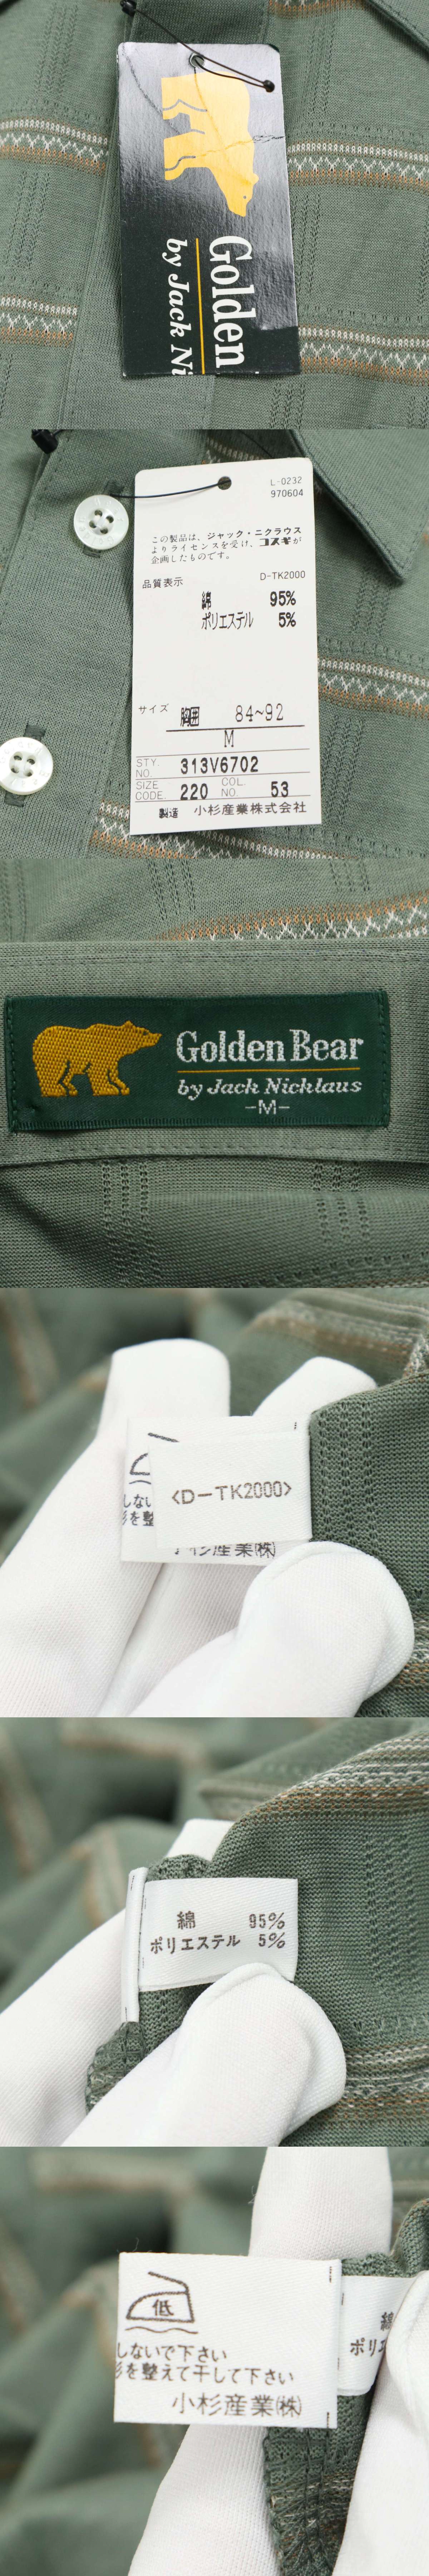 Golden
by Jack Ni
L-0232
970604
この製品は、ジャック・ニクラウス
よりライセンスを受け、コスギが
企画したものです。
品質表示 D-TK2000
綿 95%
ポリエステル 5%
サイズ 胸囲 84~92
M
STY. NO. 313V6702
SIZE CODE. 220 COL. NO. 53
製造 小杉産業株式会社
Golden Bear
by Jack Nicklaus
-M-
<D-TK2000>
しない
を整
産業㈱
綿 95%
ポリエステル 5%
低
しないで下さい
を整えて干して下さい
小杉産業㈱
綿
ポリエ